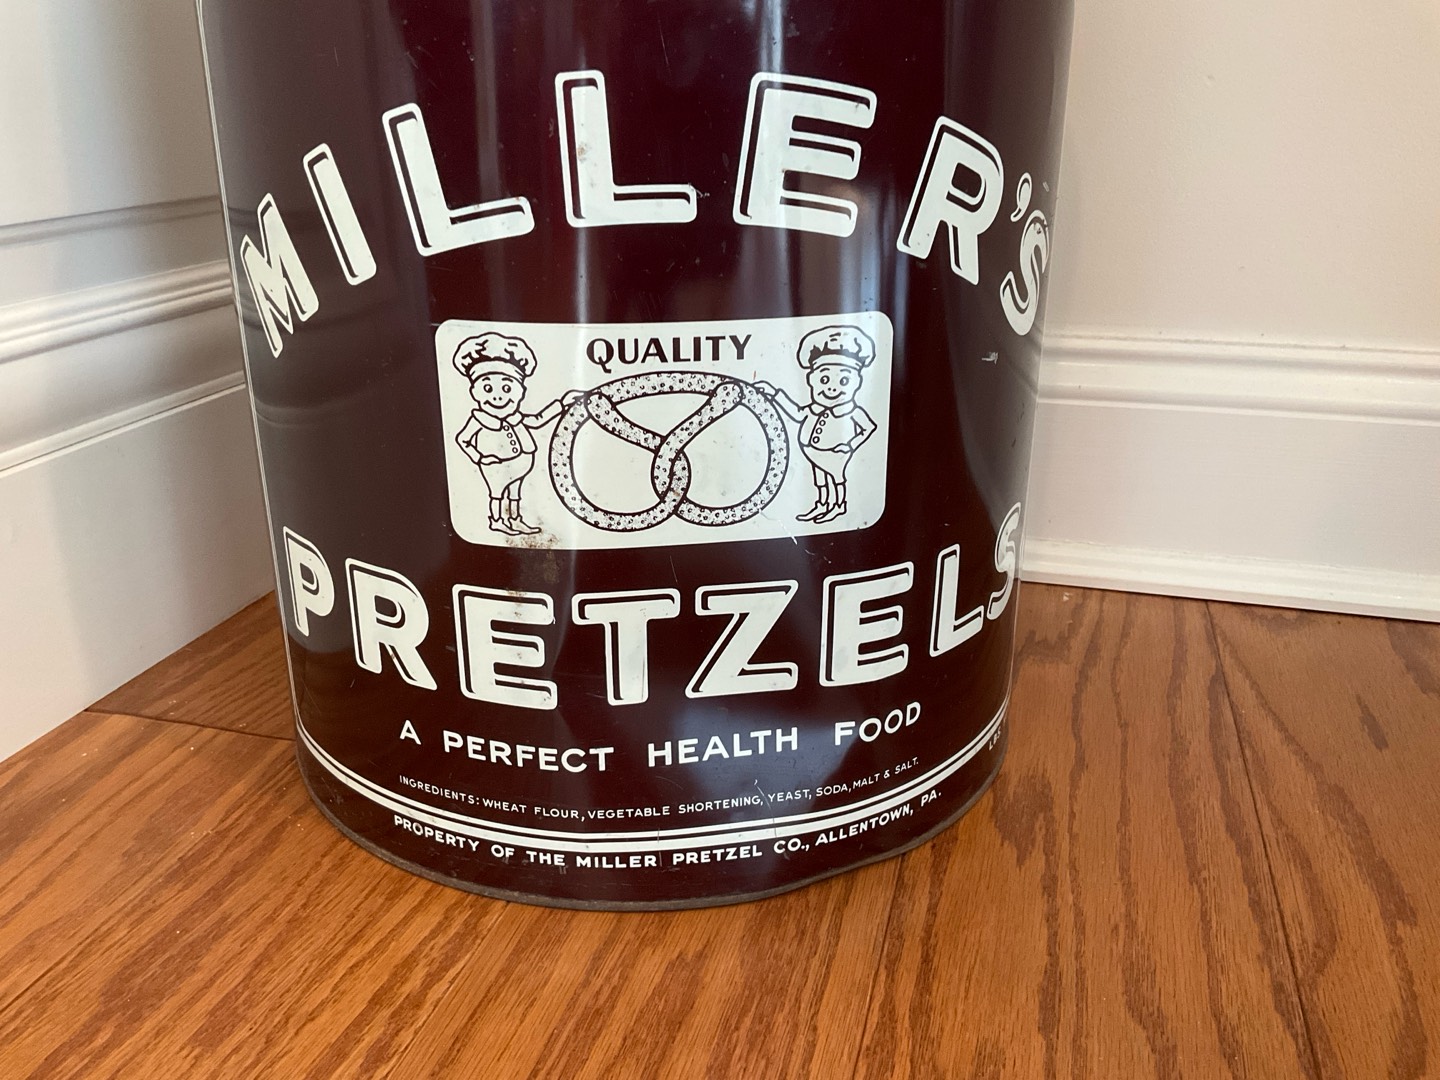 MILLER'S
QUALITY
PRETZELS
A PERFECT HEALTH FOOD
INGREDIENTS: WHEAT FLOUR, VEGETABLE SHORTENING, YEAST, SODA, MALT & SALT.
LBS.
PROPERTY OF THE MILLER PRETZEL CO., ALLENTOWN, PA.